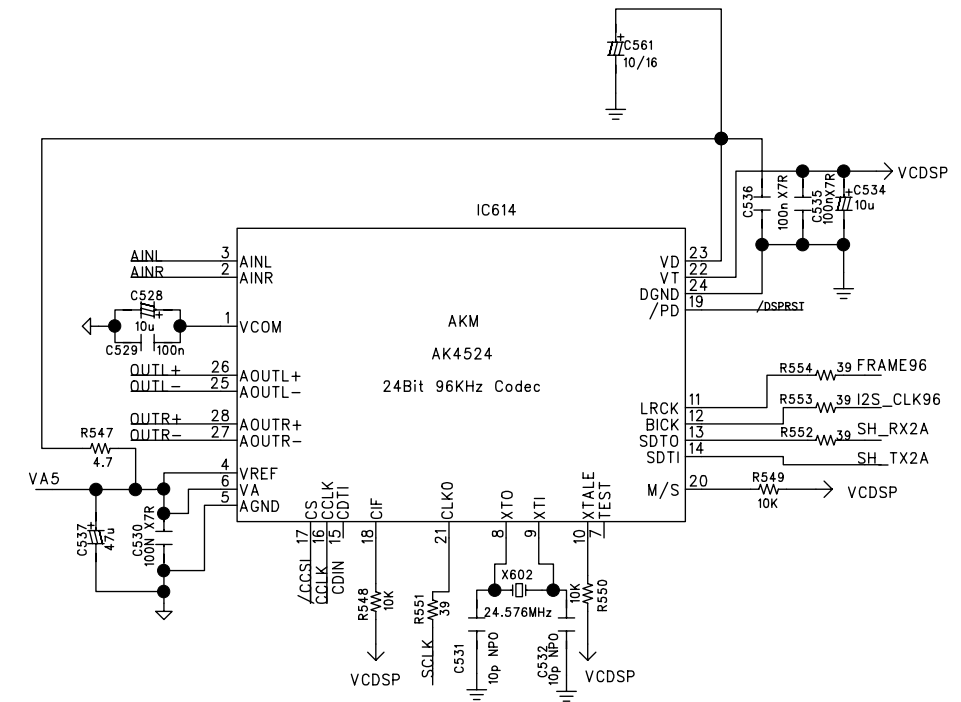 C561
10/16
VCDSP
C536
100n X7R
C535
100nX7R
C534
10u
IC614
AINL 3 AINL
AINR 2 AINR
C528
10u
1 VCOM
C529 100n
OUTL+ 26 AOUTL+
OUTL- 25 AOUTL-
OUTR+ 28 AOUTR+
OUTR- 27 AOUTR-
R547
4.7
VA5
4 VREF
6 VA
5 AGND
C537
47u
C530
100N X7R
AKM
AK4524
24Bit 96KHz Codec
VD 23
VT 22
DGND 24
/PD 19 /DSPRST
R554 39 FRAME96
R553 39 I2S_CLK96
R552 39 SH_RX2A
SH_TX2A
LRCK 11
BICK 12
SDTO 13
SDTI 14
M/S 20
R549
10K
VCDSP
CS
CCLK
CDTI
CIF
CLKO
XTO
XTI
XTALE
TEST
17
16
15
18
21
8
9
10
7
/CCSL
CCLK
CDIN
R548
10K
VCDSP
R551
39
SCLK
X602
24.576MHz
C531
10p NPO
C532
10p NPO
10K
R550
VCDSP